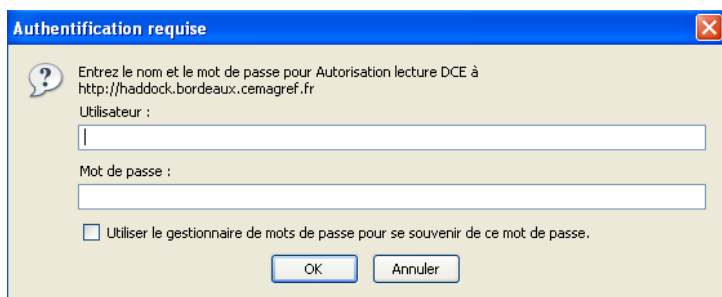 Authentification requise
Entrez le nom et le mot de passe pour Autorisation lecture DCE à
http://haddock.bordeaux.cemagref.fr
Utilisateur :
Mot de passe :
Utiliser le gestionnaire de mots de passe pour se souvenir de ce mot de passe.
OK
Annuler